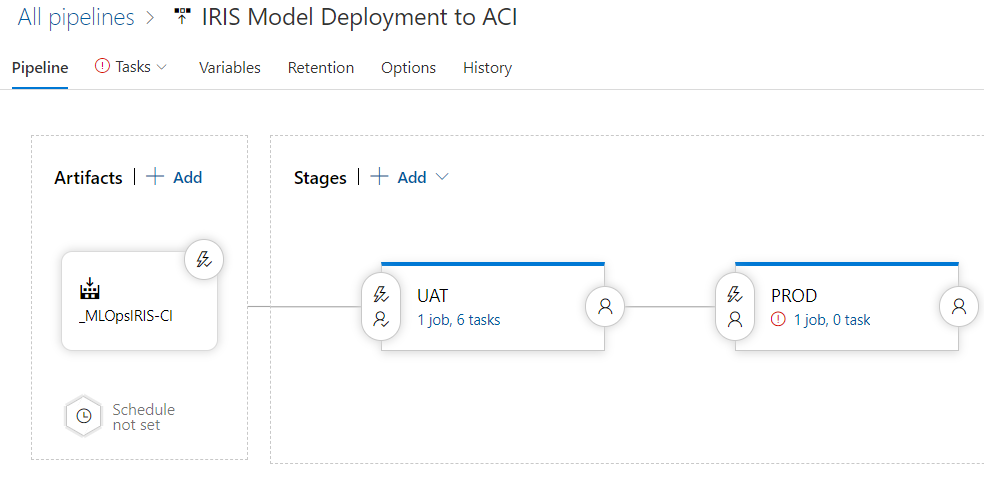 All pipelines > IRIS Model Deployment to ACI
Pipeline Tasks Variables Retention Options History
Artifacts | + Add
Stages | + Add
_MLOpsIRIS-CI
UAT
1 job, 6 tasks
PROD
1 job, 0 task
Schedule
not set